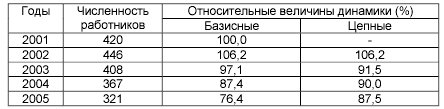 Годы Численность работников Относительные величины динамики (%)
Базисные Цепные
2001 420 100,0 -
2002 446 106,2 106,2
2003 408 97,1 91,5
2004 367 87,4 90,0
2005 321 76,4 87,5